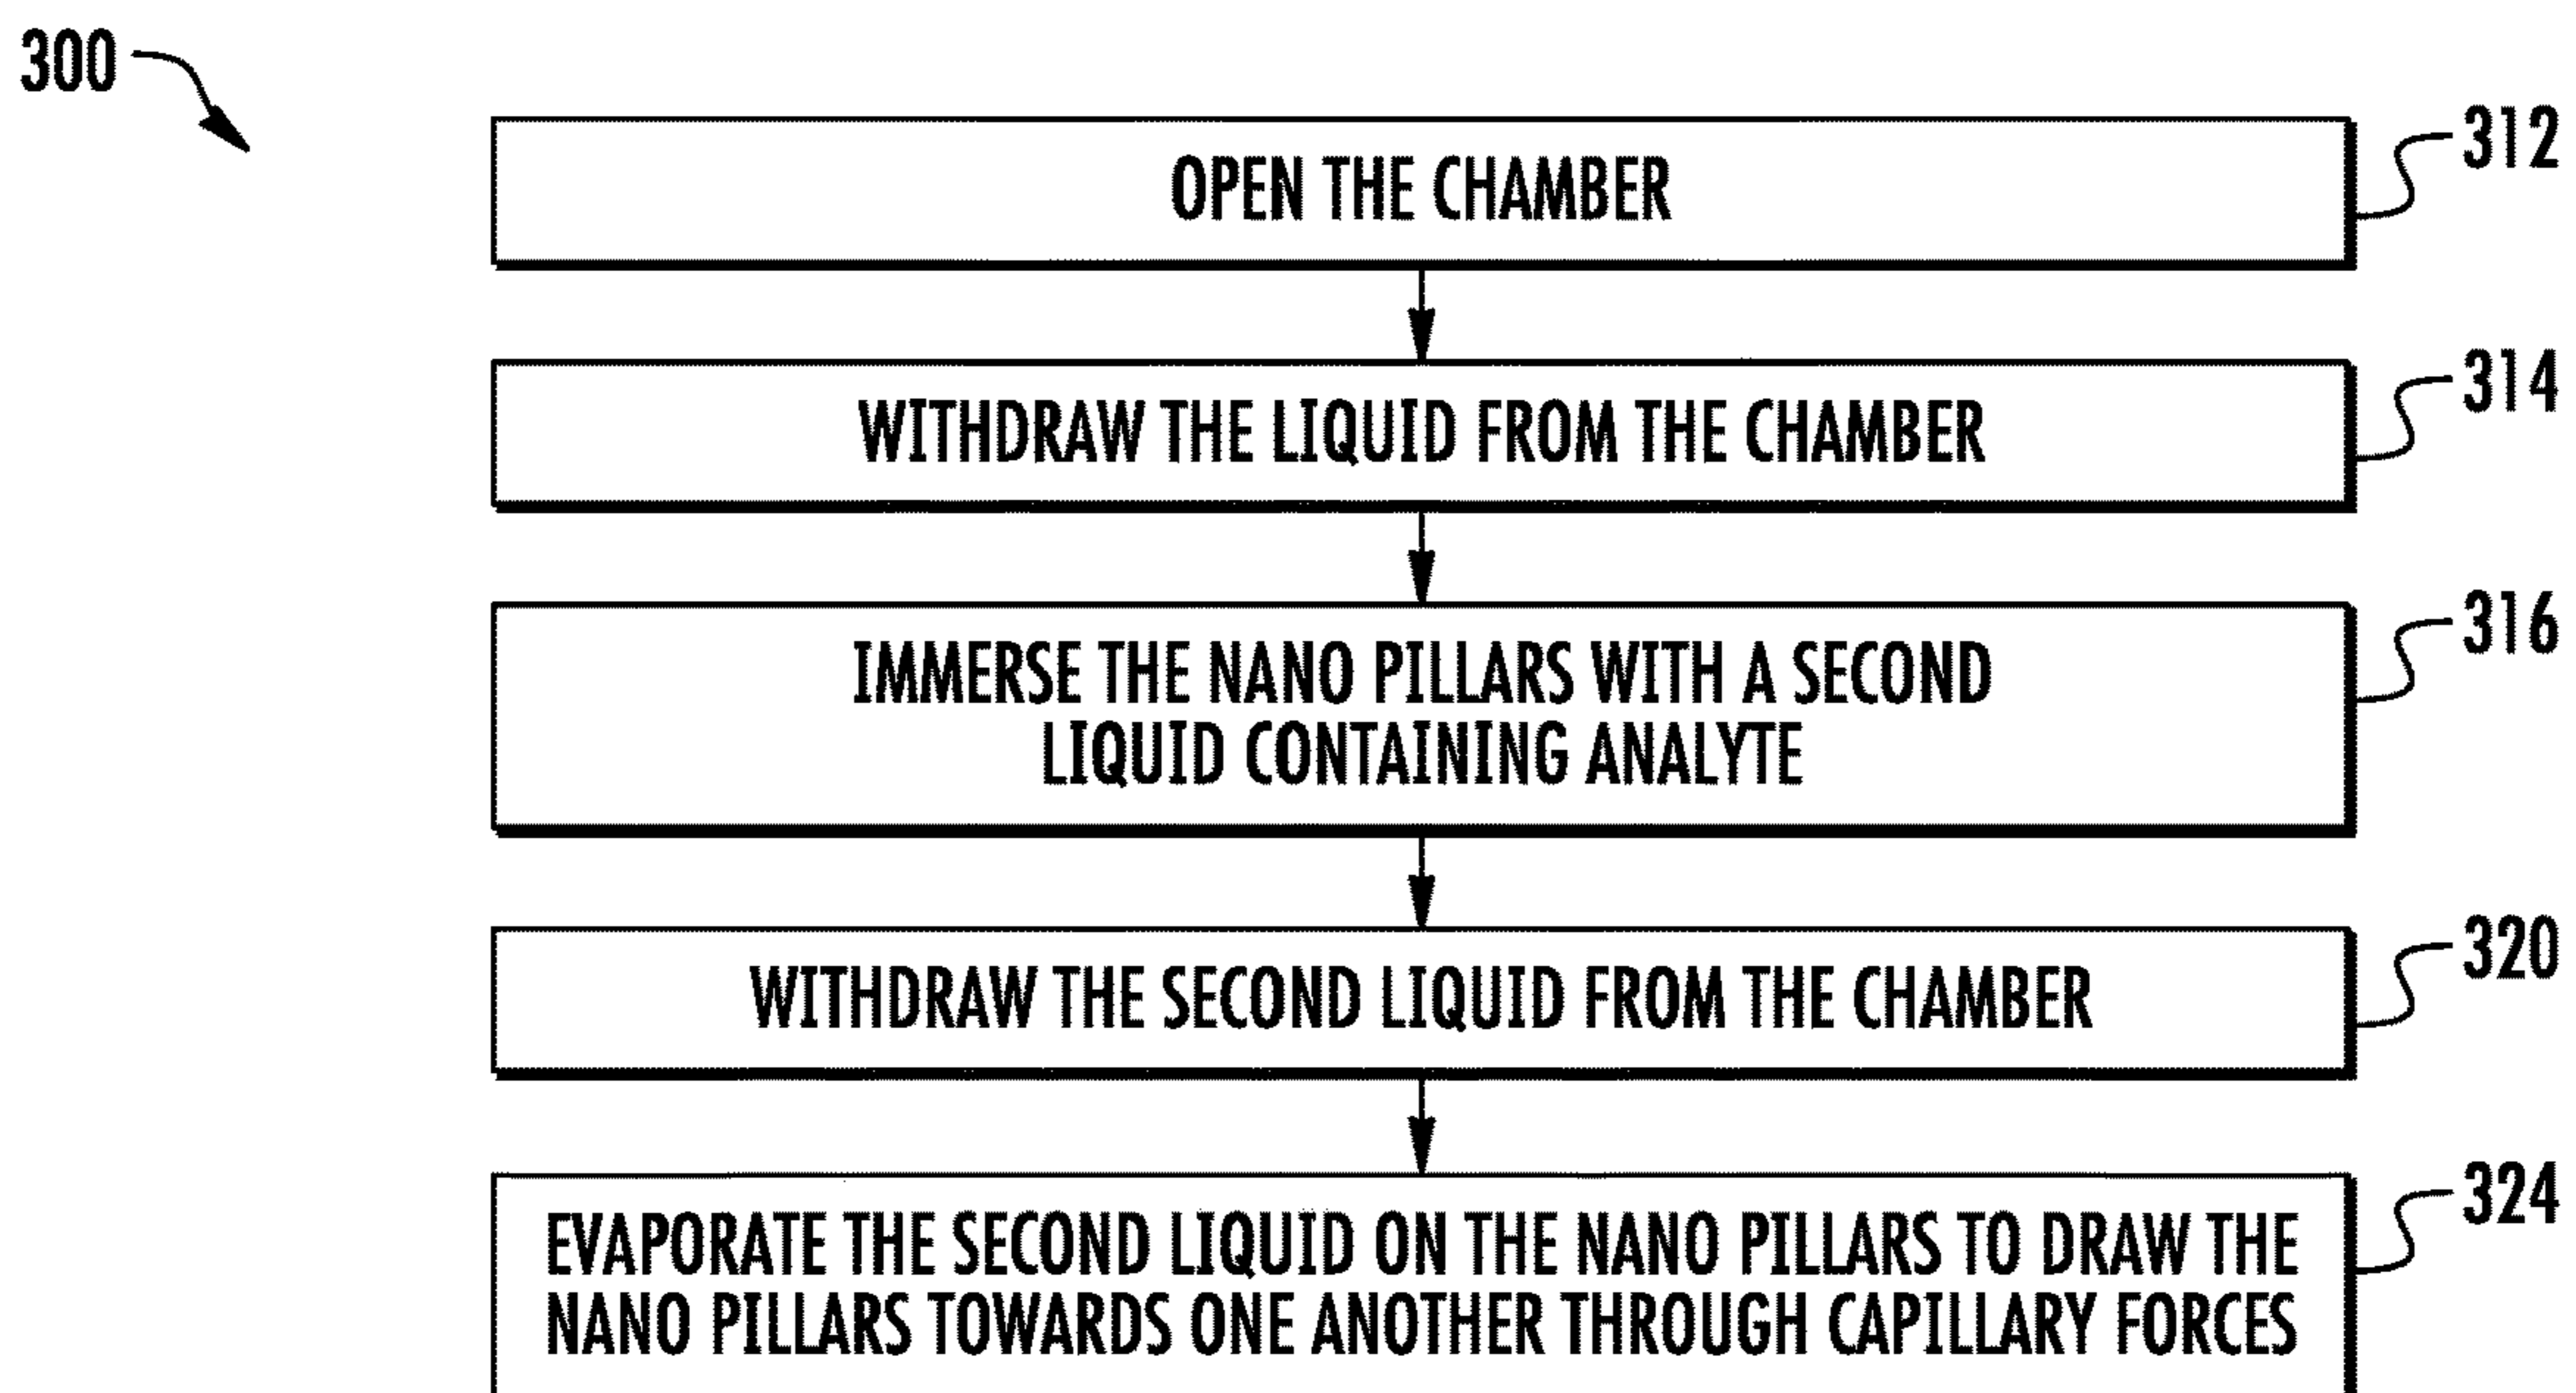 300
OPEN THE CHAMBER
312
WITHDRAW THE LIQUID FROM THE CHAMBER
314
IMMERSE THE NANO PILLARS WITH A SECOND
LIQUID CONTAINING ANALYTE
316
WITHDRAW THE SECOND LIQUID FROM THE CHAMBER
320
EVAPORATE THE SECOND LIQUID ON THE NANO PILLARS TO DRAW THE
NANO PILLARS TOWARDS ONE ANOTHER THROUGH CAPILLARY FORCES
324